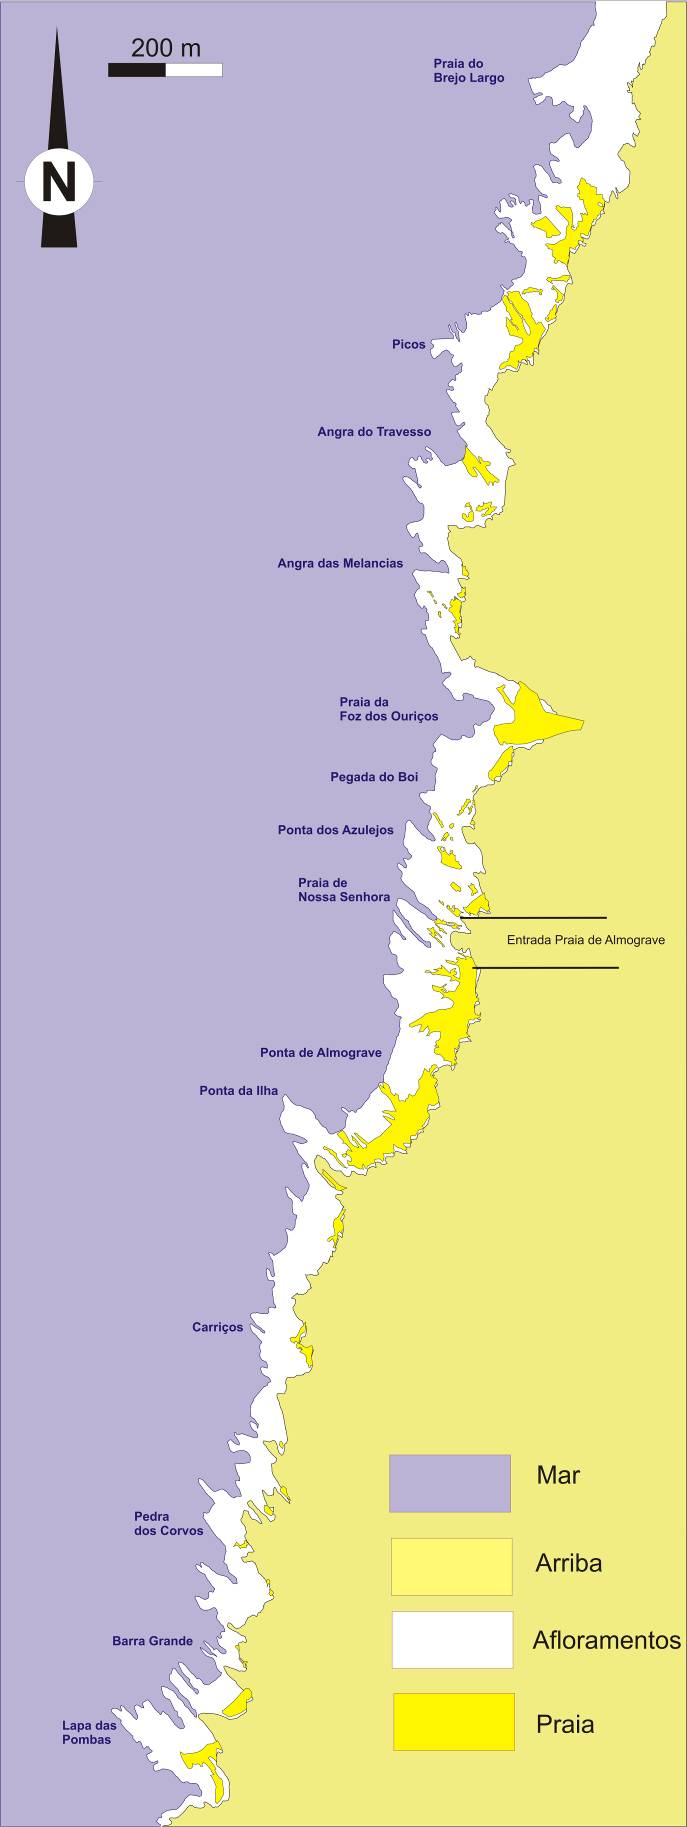 200 m
Praia do
Brejo Largo
N
Picos
Angra do Travesso
Angra das Melancias
Praia da
Foz dos Ouriços
Pegada do Boi
Ponta dos Azulejos
Praia de
Nossa Senhora
Entrada Praia de Almograve
Ponta de Almograve
Ponta da Ilha
Carriços
Mar
Pedra
dos Corvos
Arriba
Afloramentos
Barra Grande
Praia
Lapa das
Pombas